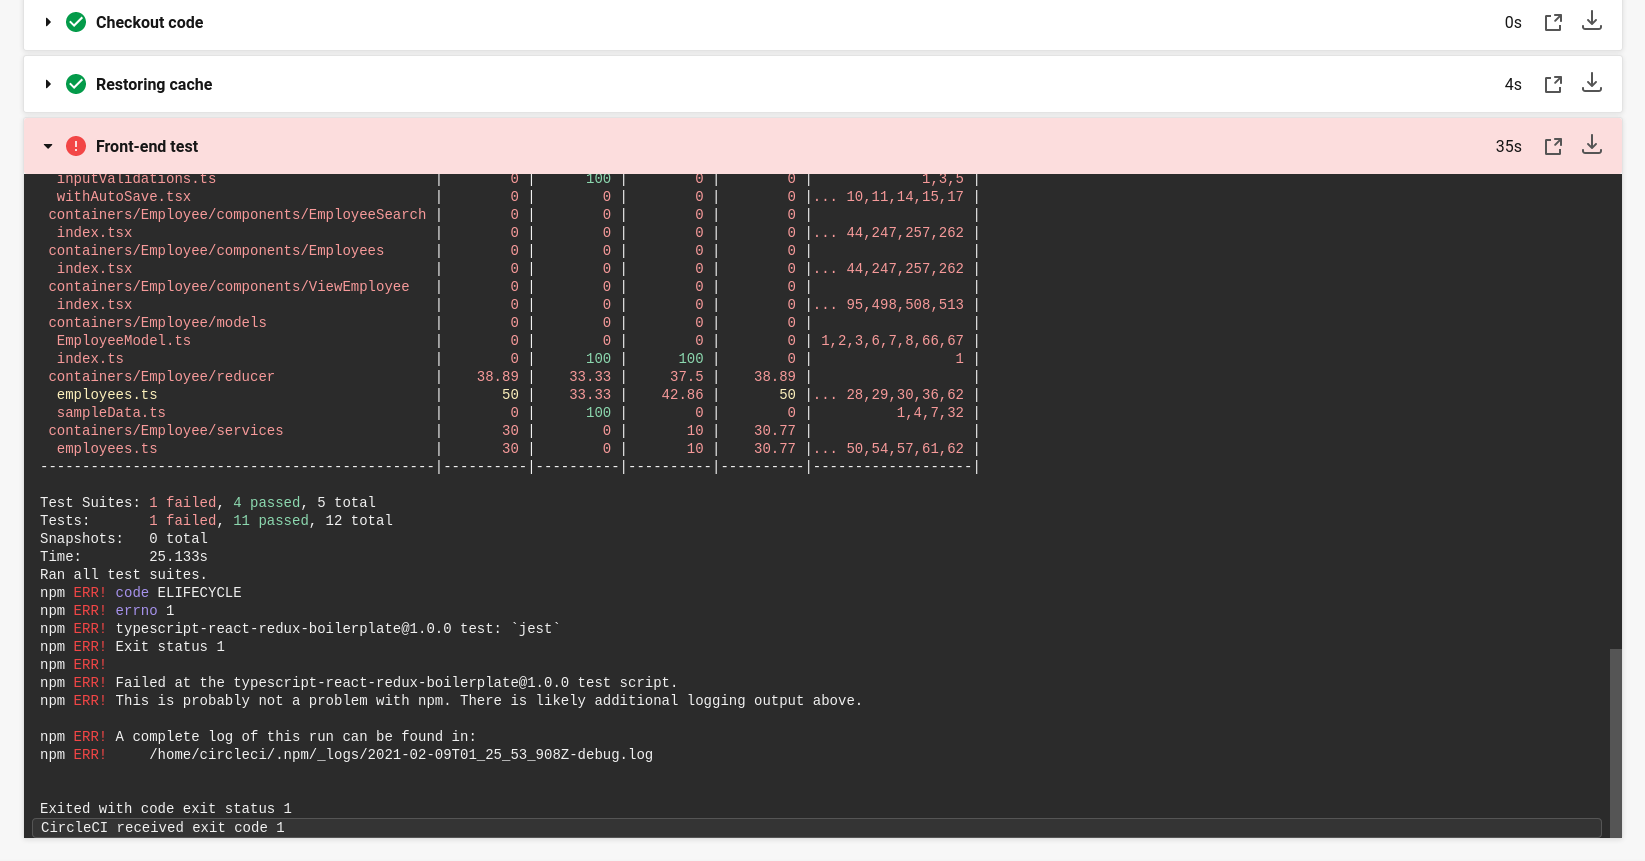 Checkout code 0s
Restoring cache 4s
Front-end test 35s
inputValidations.ts | 0 | 100 | 0 | 0 | 1,3,5 |
withAutoSave.tsx | 0 | 0 | 0 | 0 |... 10,11,14,15,17 |
containers/Employee/components/EmployeeSearch | 0 | 0 | 0 | 0 | |
index.tsx | 0 | 0 | 0 | 0 |... 44,247,257,262 |
containers/Employee/components/Employees | 0 | 0 | 0 | 0 | |
index.tsx | 0 | 0 | 0 | 0 |... 44,247,257,262 |
containers/Employee/components/ViewEmployee | 0 | 0 | 0 | 0 | |
index.tsx | 0 | 0 | 0 | 0 |... 95,498,508,513 |
containers/Employee/models | 0 | 0 | 0 | 0 | |
EmployeeModel.ts | 0 | 0 | 0 | 0 | 1,2,3,6,7,8,66,67 |
index.ts | 0 | 100 | 100 | 0 | 1 |
containers/Employee/reducer | 38.89 | 33.33 | 37.5 | 38.89 | |
employees.ts | 50 | 33.33 | 42.86 | 50 |... 28,29,30,36,62 |
sampleData.ts | 0 | 100 | 0 | 0 | 1,4,7,32 |
containers/Employee/services | 30 | 0 | 10 | 30.77 | |
employees.ts | 30 | 0 | 10 | 30.77 |... 50,54,57,61,62 |
-----------------------------------------------|----------|----------|----------|----------|-------------------|
Test Suites: 1 failed, 4 passed, 5 total
Tests: 1 failed, 11 passed, 12 total
Snapshots: 0 total
Time: 25.133s
Ran all test suites.
npm ERR! code ELIFECYCLE
npm ERR! errno 1
npm ERR! typescript-react-redux-boilerplate@1.0.0 test: `jest`
npm ERR! Exit status 1
npm ERR!
npm ERR! Failed at the typescript-react-redux-boilerplate@1.0.0 test script.
npm ERR! This is probably not a problem with npm. There is likely additional logging output above.
npm ERR! A complete log of this run can be found in:
npm ERR! /home/circleci/.npm/_logs/2021-02-09T01_25_53_908Z-debug.log
Exited with code exit status 1
CircleCI received exit code 1